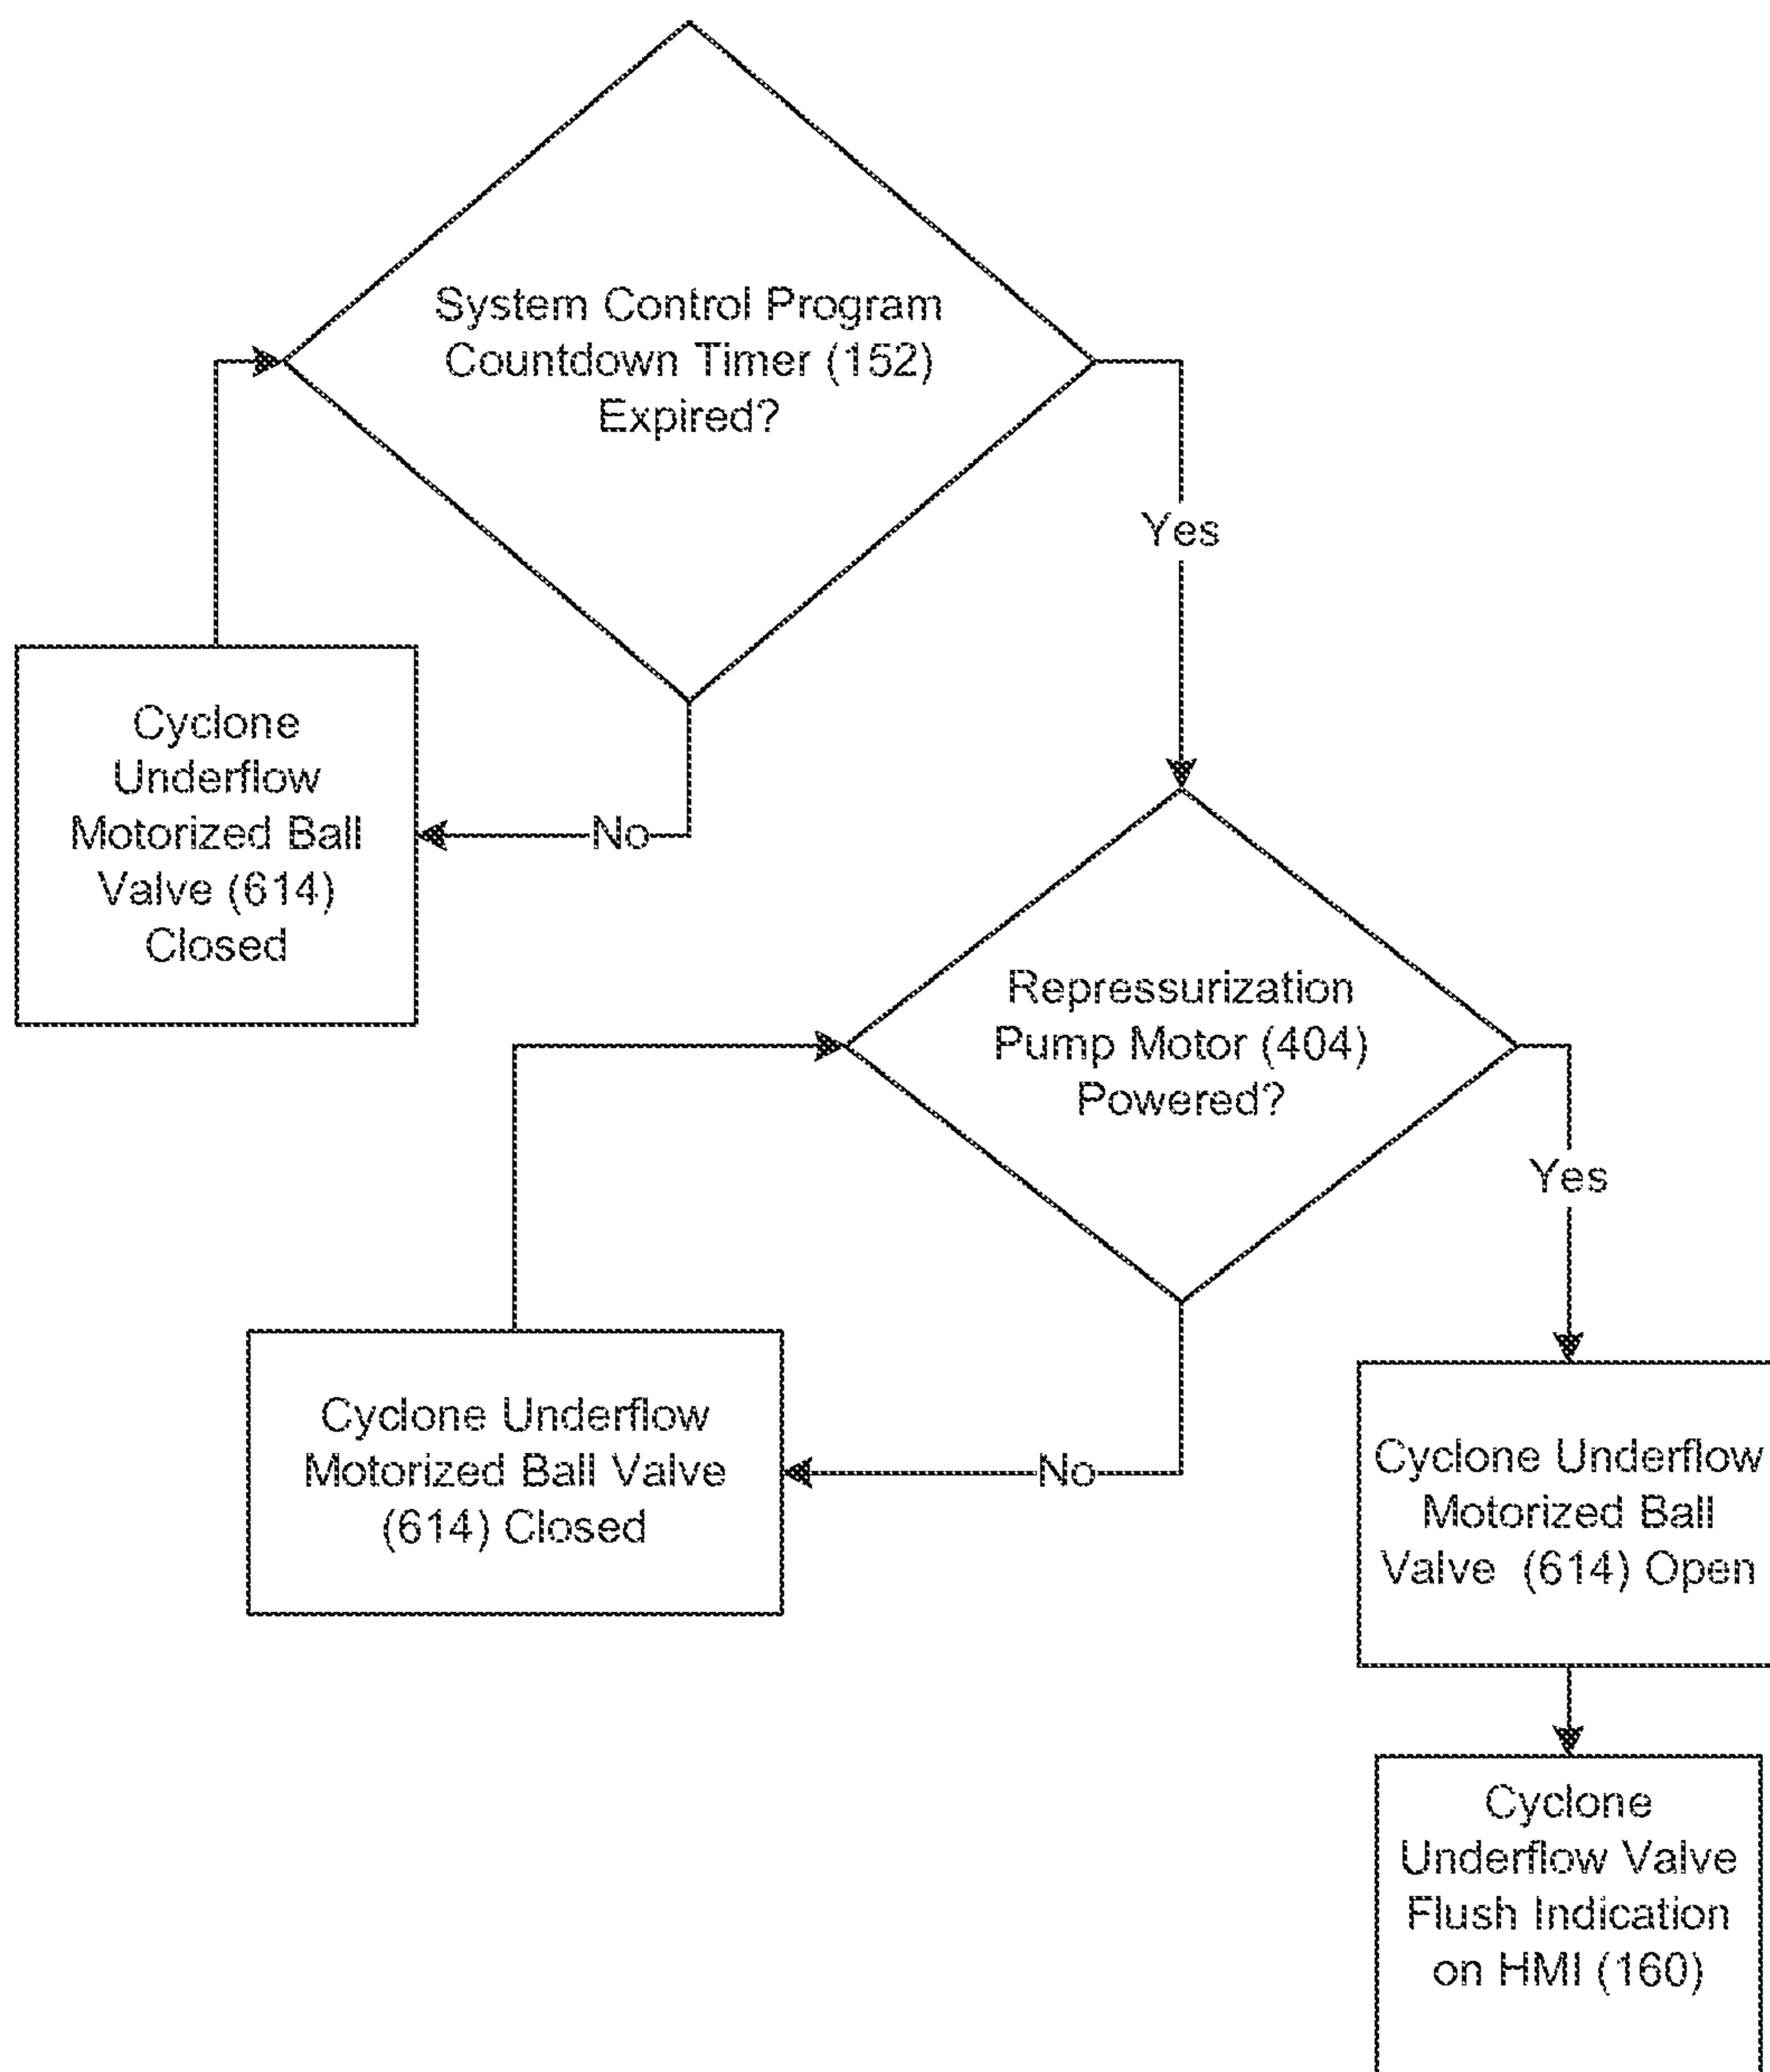 System Control Program
Countdown Timer (152)
Expired?
Yes
Cyclone
Underflow
Motorized Ball
Valve (614)
Closed
No
Repressurization
Pump Motor (404)
Powered?
Yes
Cyclone Underflow
Motorized Ball Valve
(614) Closed
No
Cyclone Underflow
Motorized Ball
Valve (614) Open
Cyclone
Underflow Valve
Flush Indication
on HMI (160)